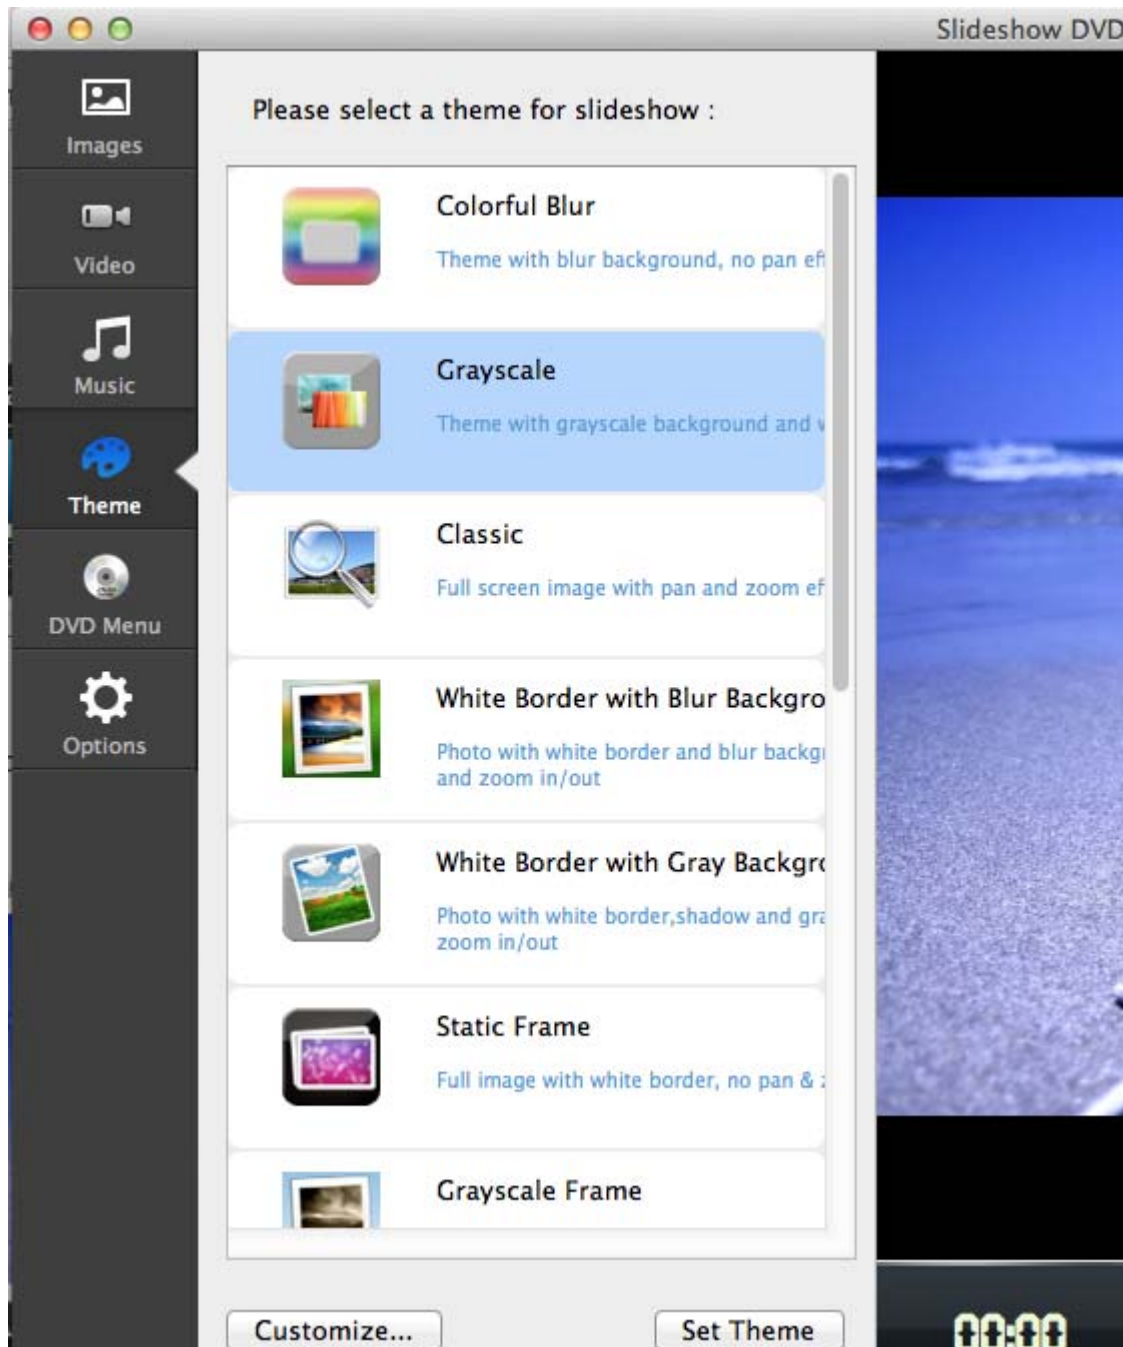 Slideshow DVD
Images
Video
Music
Theme
DVD Menu
Options
Please select a theme for slideshow :
Colorful Blur
Theme with blur background, no pan
Grayscale
Theme with grayscale background and
Classic
Full screen image with pan and zoom
White Border with Blur
Photo with white border and blur
and zoom in/out
White Border with Gray
Photo with white border,shadow and
zoom in/out
Static Frame
Full image with white border, no pan &
Grayscale Frame
Customize...
Set Theme
00:00